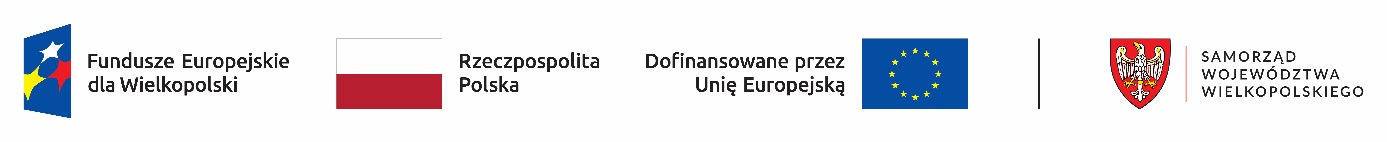 Fundusze Europejskie
dla Wielkopolski
Rzeczpospolita
Polska
Dofinansowane przez
Unię Europejską
SAMORZĄD
WOJEWÓDZTWA
WIELKOPOLSKIEGO